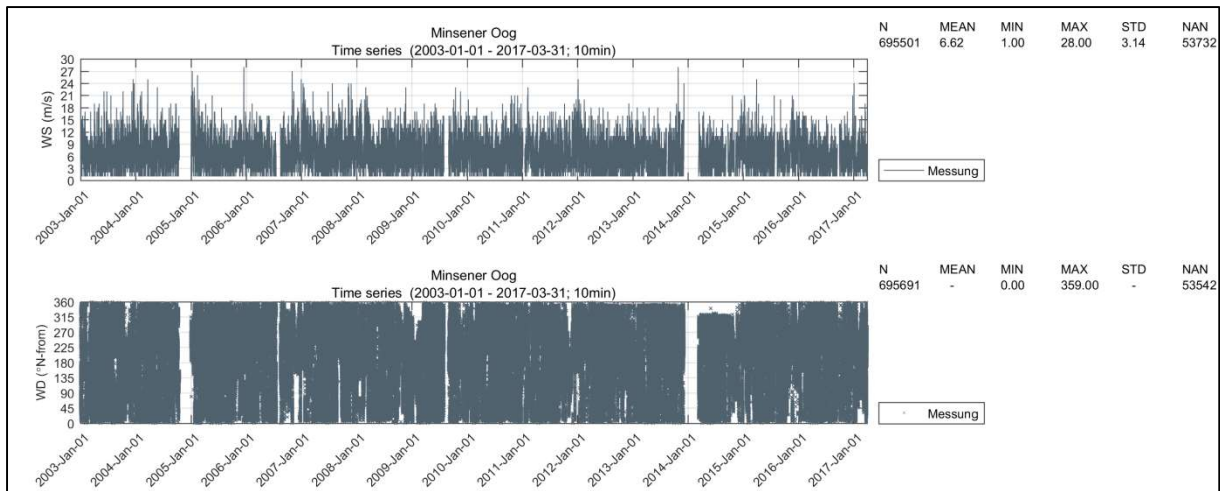 Minsener Oog
Time series (2003-01-01 - 2017-03-31; 10min)
N MEAN MIN MAX STD NAN
695501 6.62 1.00 28.00 3.14 53732
WS (m/s)
30
27
24
21
18
15
12
9
6
3
0
Messung
2003-Jan-01
2004-Jan-01
2005-Jan-01
2006-Jan-01
2007-Jan-01
2008-Jan-01
2009-Jan-01
2010-Jan-01
2011-Jan-01
2012-Jan-01
2013-Jan-01
2014-Jan-01
2015-Jan-01
2016-Jan-01
2017-Jan-01
Minsener Oog
Time series (2003-01-01 - 2017-03-31; 10min)
N MEAN MIN MAX STD NAN
695691 - 0.00 359.00 - 53542
WD (°N-from)
360
315
270
225
180
135
90
45
0
Messung
2003-Jan-01
2004-Jan-01
2005-Jan-01
2006-Jan-01
2007-Jan-01
2008-Jan-01
2009-Jan-01
2010-Jan-01
2011-Jan-01
2012-Jan-01
2013-Jan-01
2014-Jan-01
2015-Jan-01
2016-Jan-01
2017-Jan-01